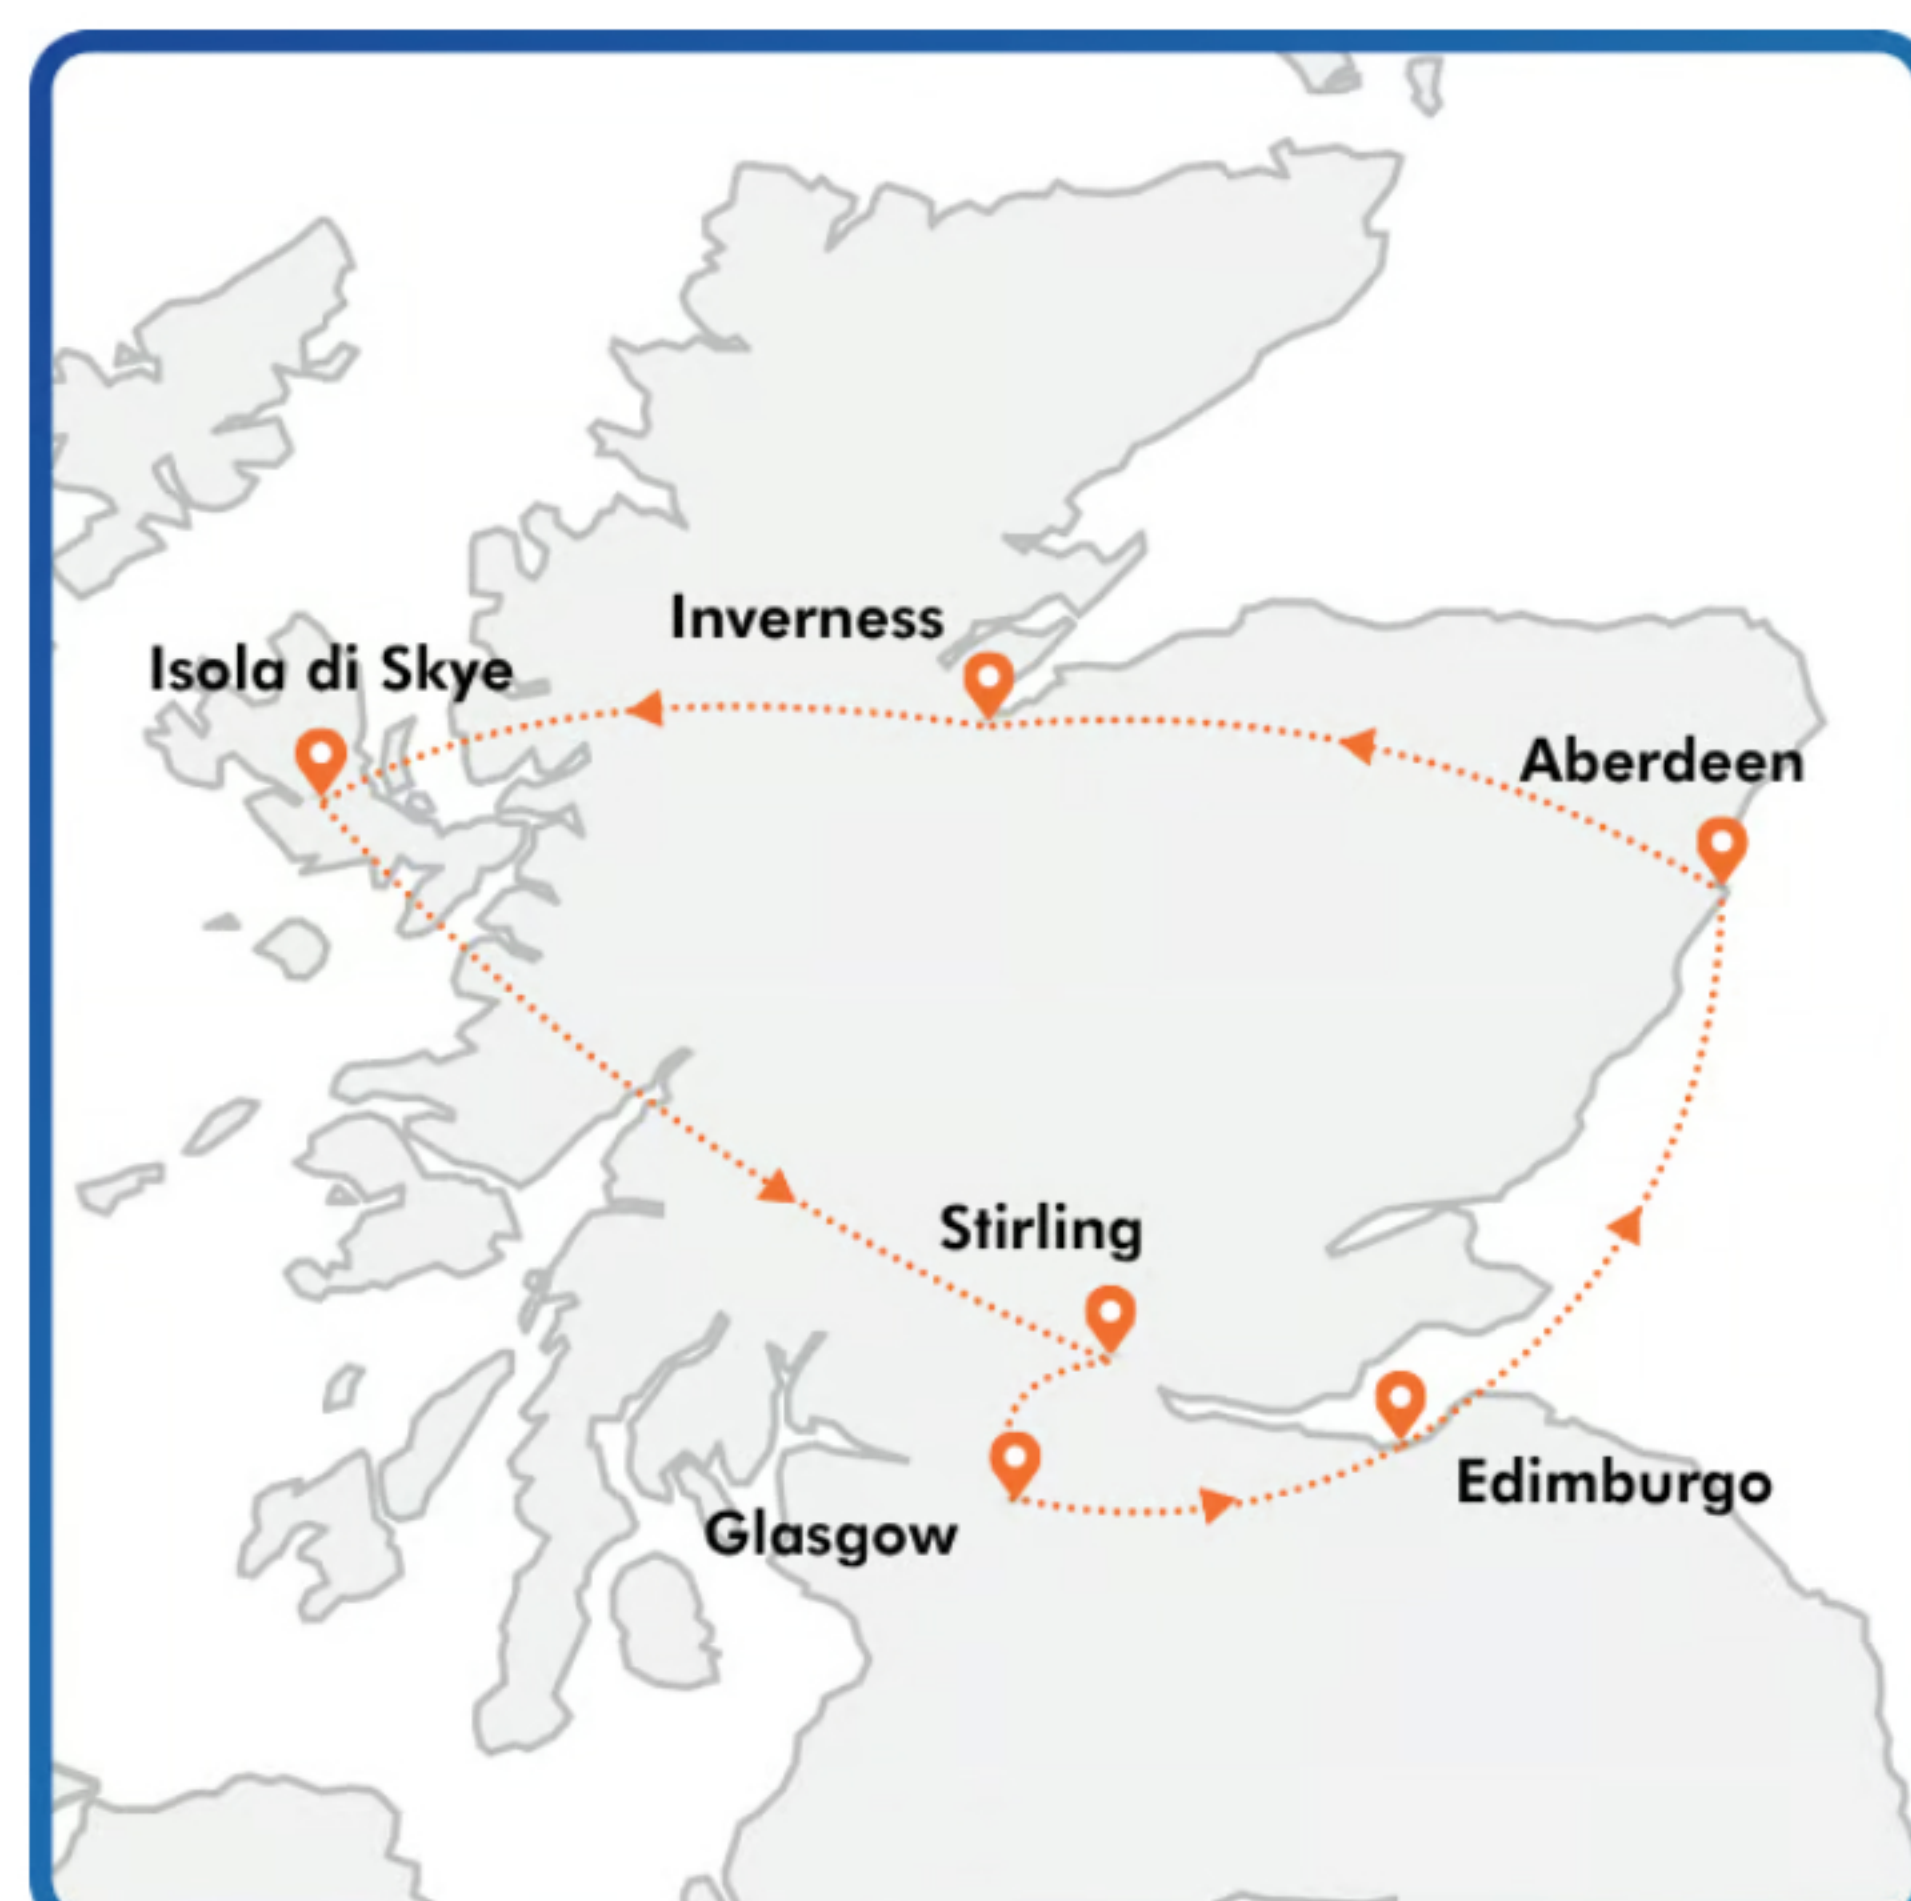 Inverness
Isola di Skye
Aberdeen
Stirling
Edimburgo
Glasgow